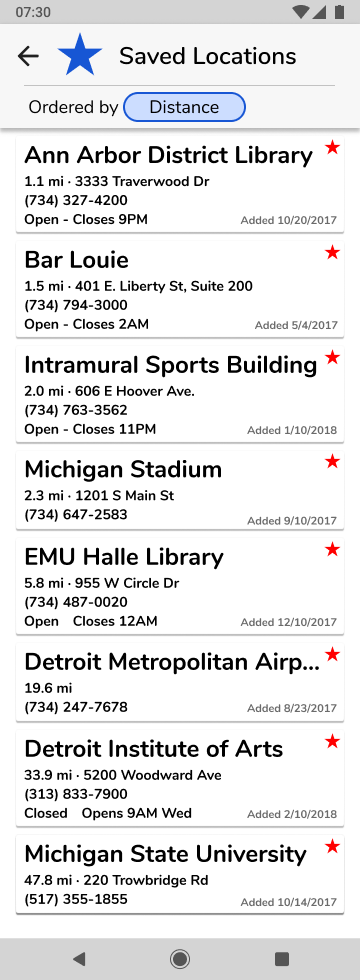 07:30
Saved Locations
Ordered by Distance
Ann Arbor District Library
1.1 mi · 3333 Traverwood Dr
(734) 327-4200
Open - Closes 9PM
Added 10/20/2017
Bar Louie
1.5 mi · 401 E. Liberty St, Suite 200
(734) 794-3000
Open - Closes 2AM
Added 5/4/2017
Intramural Sports Building
2.0 mi · 606 E Hoover Ave.
(734) 763-3562
Open - Closes 11PM
Added 1/10/2018
Michigan Stadium
2.3 mi · 1201 S Main St
(734) 647-2583
Added 9/10/2017
EMU Halle Library
5.8 mi · 955 W Circle Dr
(734) 487-0020
Open Closes 12AM
Added 12/10/2017
Detroit Metropolitan Airp...
19.6 mi
(734) 247-7678
Added 8/23/2017
Detroit Institute of Arts
33.9 mi · 5200 Woodward Ave
(313) 833-7900
Closed Opens 9AM Wed
Added 2/10/2018
Michigan State University
47.8 mi · 220 Trowbridge Rd
(517) 355-1855
Added 10/14/2017